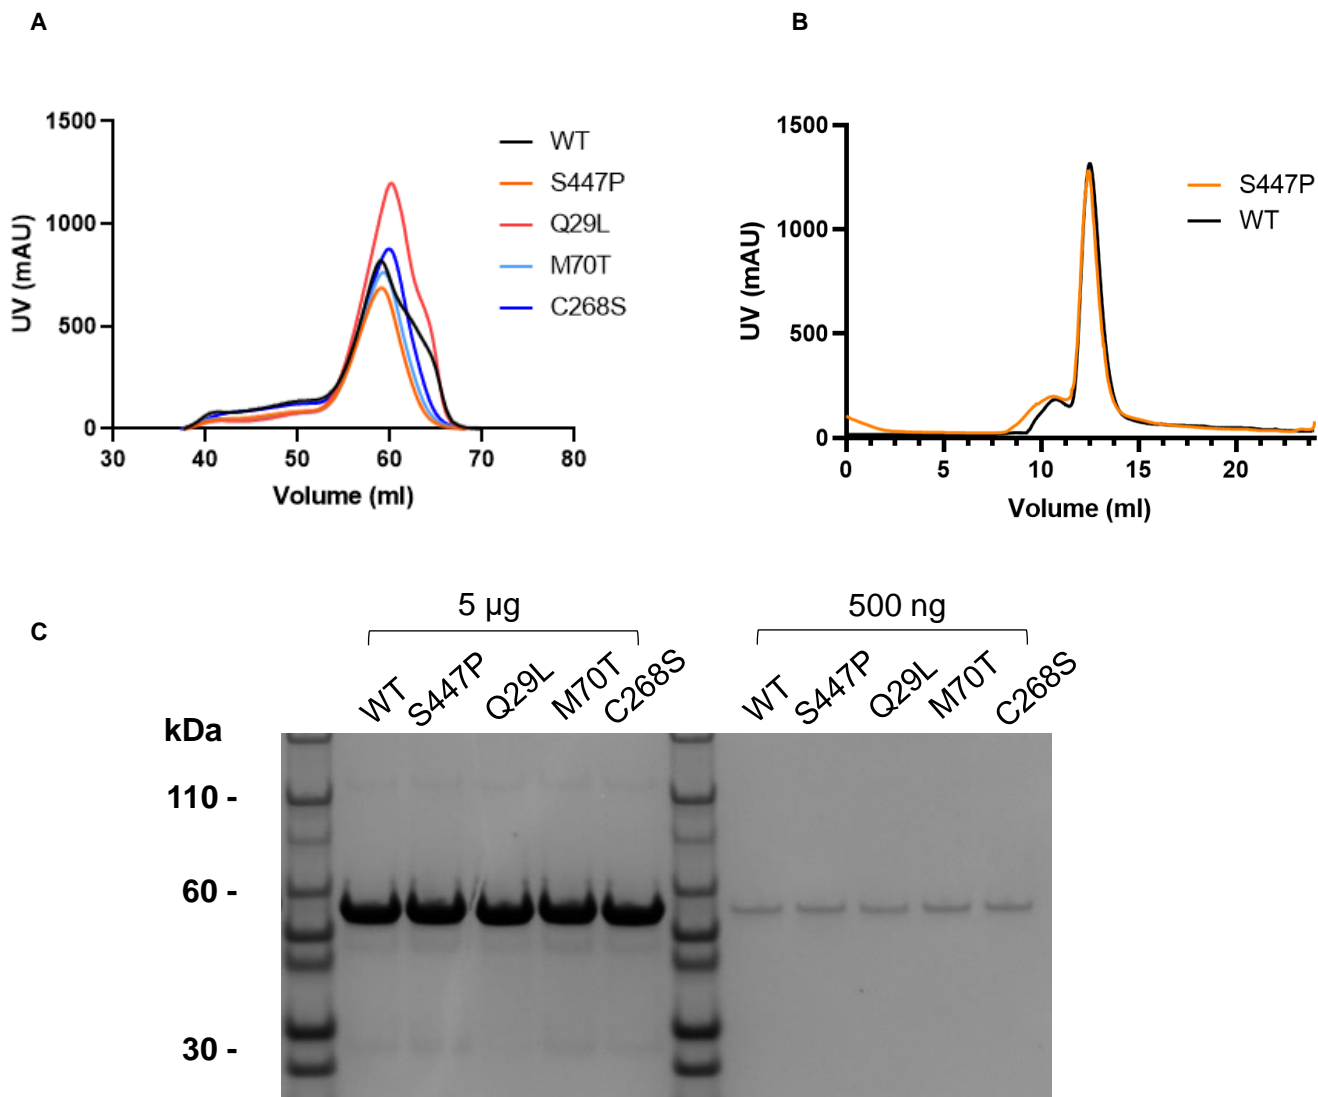 A
B
1500
1000
500
0
30
40
50
60
70
80
UV (mAU)
Volume (ml)
WT
S447P
Q29L
M70T
C268S
1500
1000
500
0
0
5
10
15
20
UV (mAU)
Volume (ml)
S447P
WT
C
5 µg
500 ng
WT
S447P
Q29L
M70T
C268S
WT
S447P
Q29L
M70T
C268S
kDa
110 -
60 -
30 -